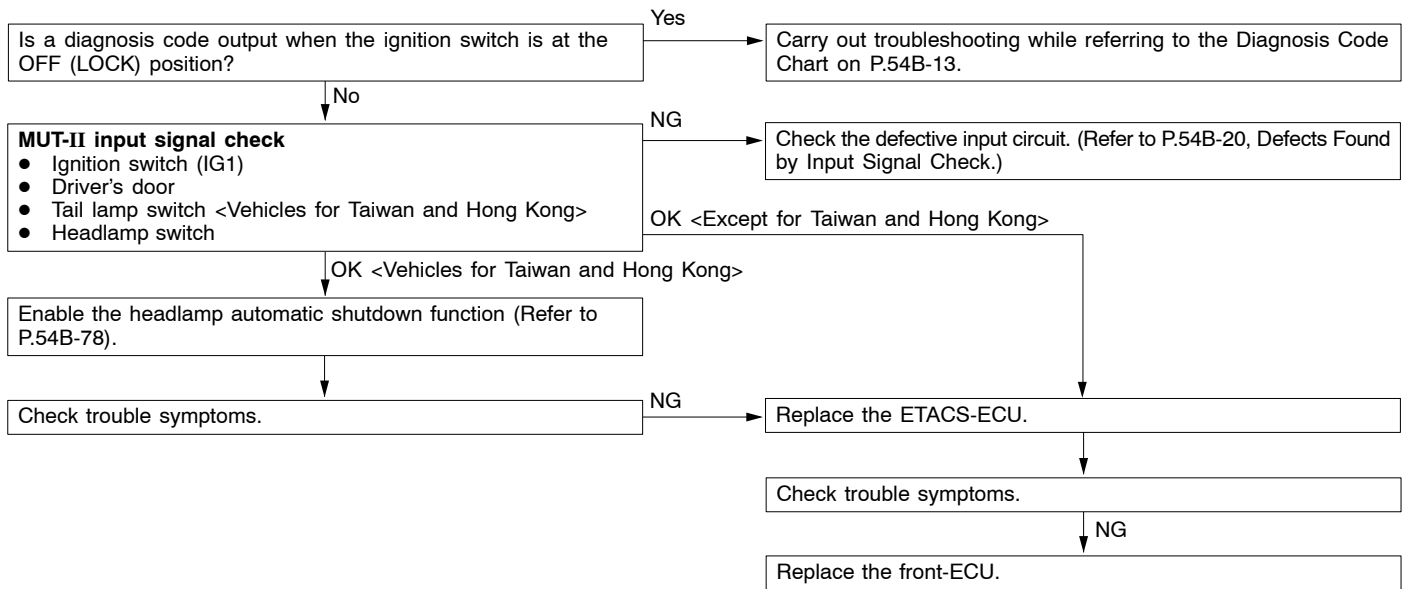 Is a diagnosis code output when the ignition switch is at the
OFF (LOCK) position?
Yes
Carry out troubleshooting while referring to the Diagnosis Code
Chart on P.54B-13.
No
MUT-II input signal check
● Ignition switch (IG1)
● Driver's door
● Tail lamp switch <Vehicles for Taiwan and Hong Kong>
● Headlamp switch
NG
Check the defective input circuit. (Refer to P.54B-20, Defects Found
by Input Signal Check.)
OK <Except for Taiwan and Hong Kong>
OK <Vehicles for Taiwan and Hong Kong>
Enable the headlamp automatic shutdown function (Refer to
P.54B-78).
Check trouble symptoms.
NG
Replace the ETACS-ECU.
Check trouble symptoms.
NG
Replace the front-ECU.